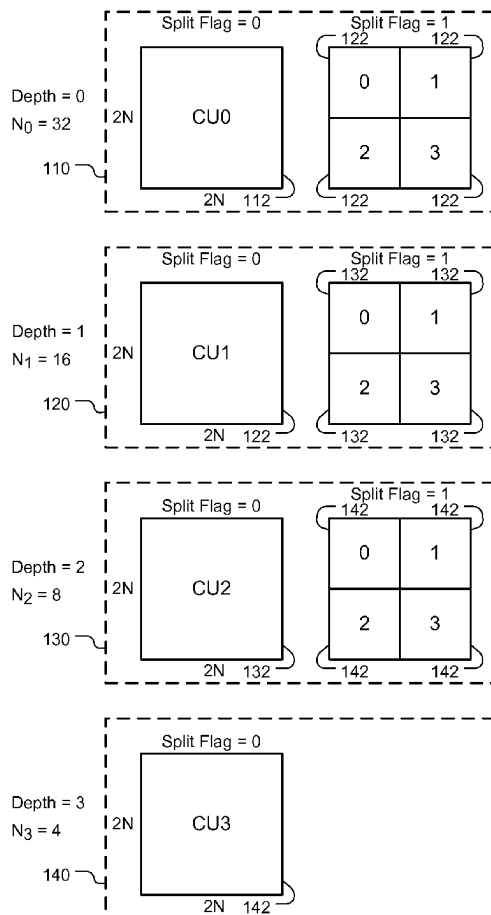 Split Flag = 0
Split Flag = 1
122 122
Depth = 0
N0 = 32
110
2N
CU0
0 1
2 3
2N 112
122 122
Split Flag = 0
Split Flag = 1
132 132
Depth = 1
N1 = 16
120
2N
CU1
0 1
2 3
2N 122
132 132
Split Flag = 0
Split Flag = 1
142 142
Depth = 2
N2 = 8
130
2N
CU2
0 1
2 3
2N 132
142 142
Split Flag = 0
Depth = 3
N3 = 4
140
2N
CU3
2N 142